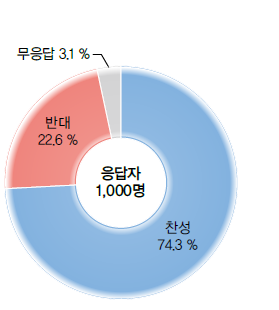 무응답 3.1 %
반대
22.6 %
응답자
1,000명
찬성
74.3 %